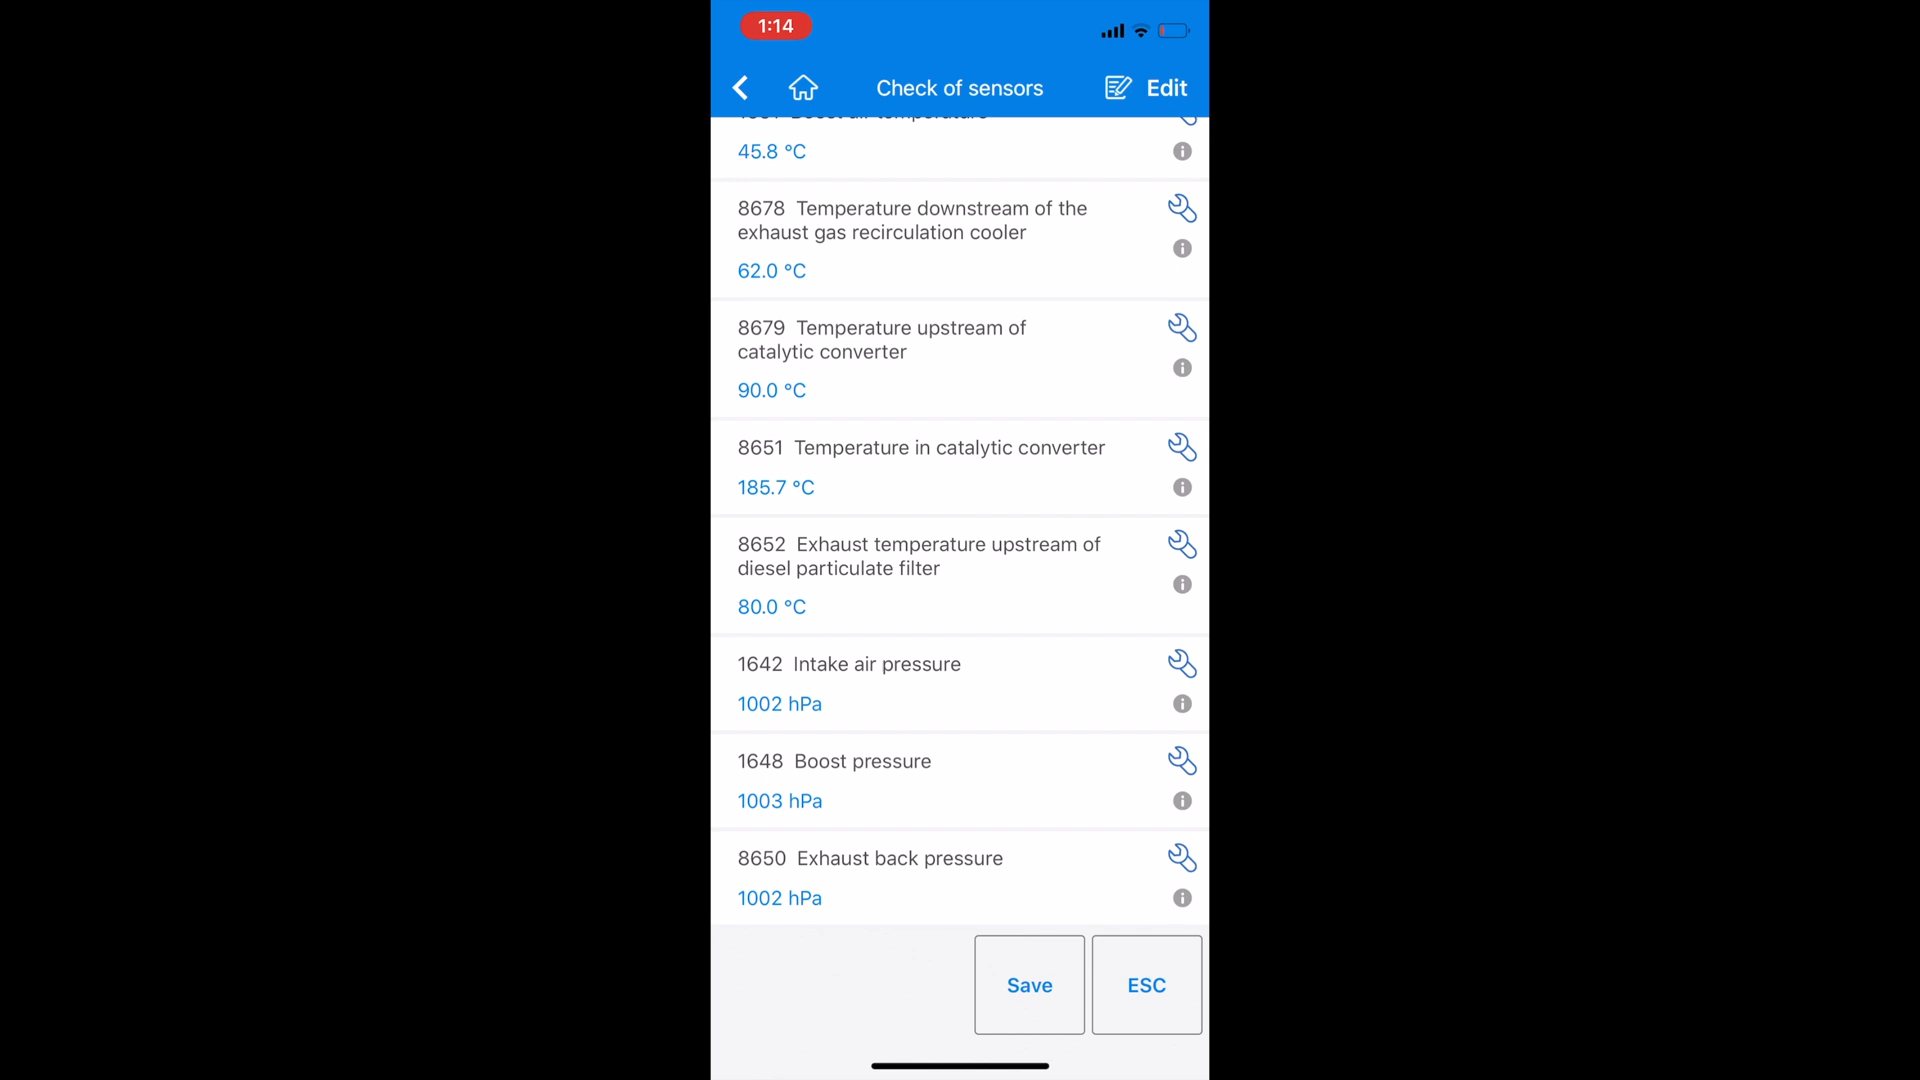 1:14
Check of sensors
Edit
45.8 °C
8678 Temperature downstream of the
exhaust gas recirculation cooler
62.0 °C
8679 Temperature upstream of
catalytic converter
90.0 °C
8651 Temperature in catalytic converter
185.7 °C
8652 Exhaust temperature upstream of
diesel particulate filter
80.0 °C
1642 Intake air pressure
1002 hPa
1648 Boost pressure
1003 hPa
8650 Exhaust back pressure
1002 hPa
Save
ESC